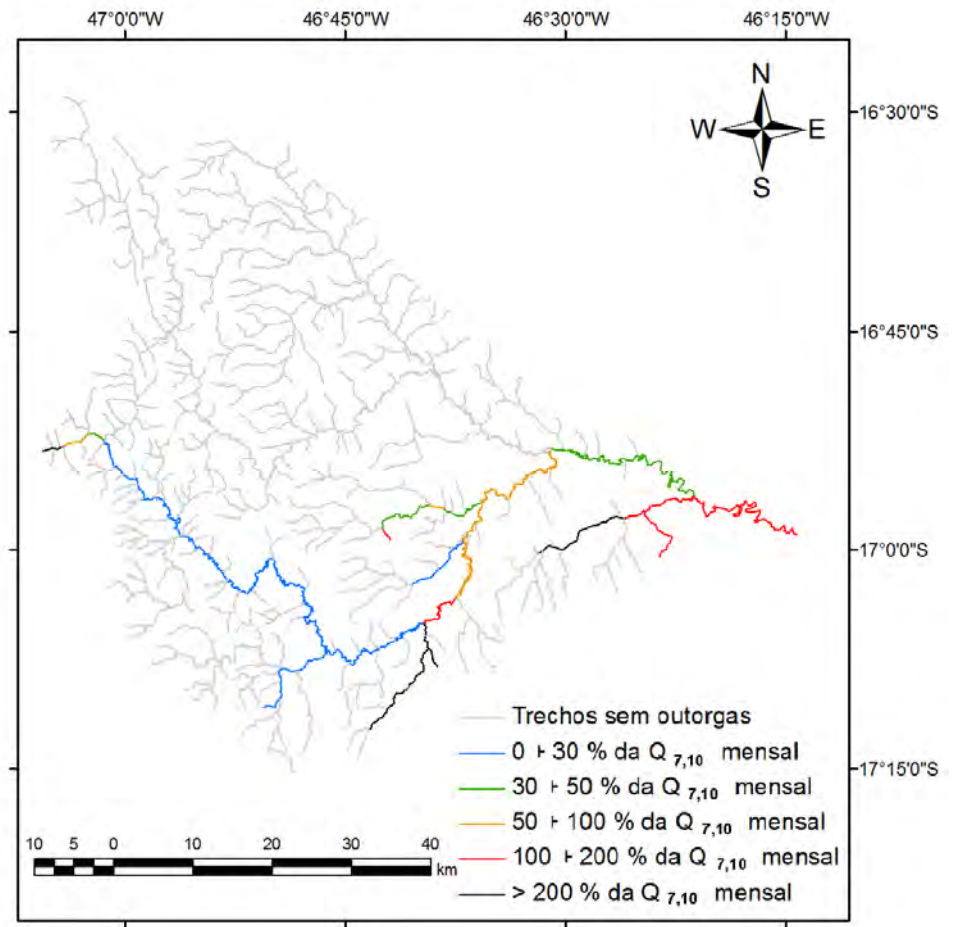 47°0'0"W 46°45'0"W 46°30'0"W 46°15'0"W
16°30'0"S
N
W E
S
16°45'0"S
17°0'0"S
17°15'0"S
Trechos sem outorgas
0 ⊦ 30 % da Q 7,10 mensal
30 ⊦ 50 % da Q 7,10 mensal
50 ⊦ 100 % da Q 7,10 mensal
100 ⊦ 200 % da Q 7,10 mensal
> 200 % da Q 7,10 mensal
10 5 0 10 20 30 40
km